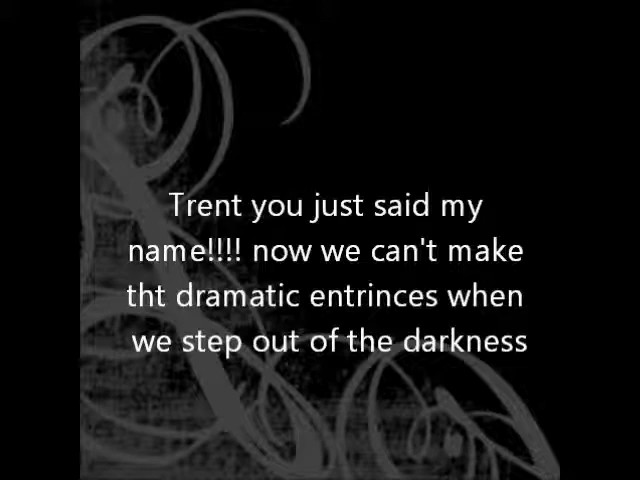 Trent you just said my
name!!!! now we can't make
tht dramatic entrinces when
we step out of the darkness